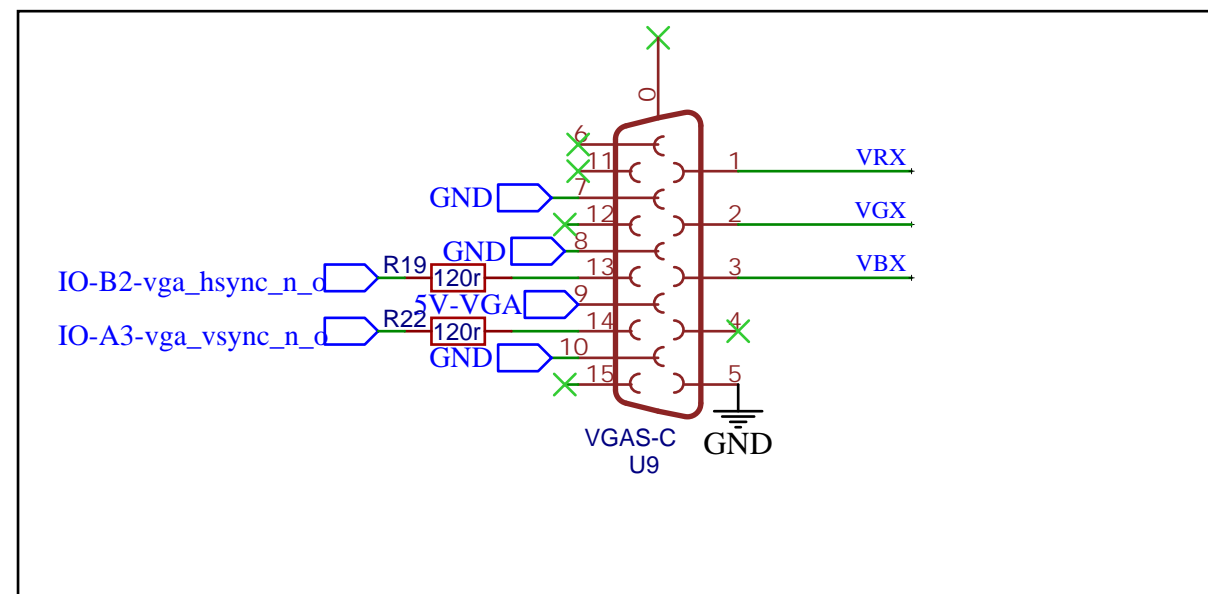 0
6
11
1
VRX
GND
7
12
2
VGX
GND
8
R19
13
3
VBX
IO-B2-vga_hsync_n_o
120r
5V-VGA
9
R22
14
4
IO-A3-vga_vsync_n_o
120r
GND
10
15
5
VGAS-C
GND
U9